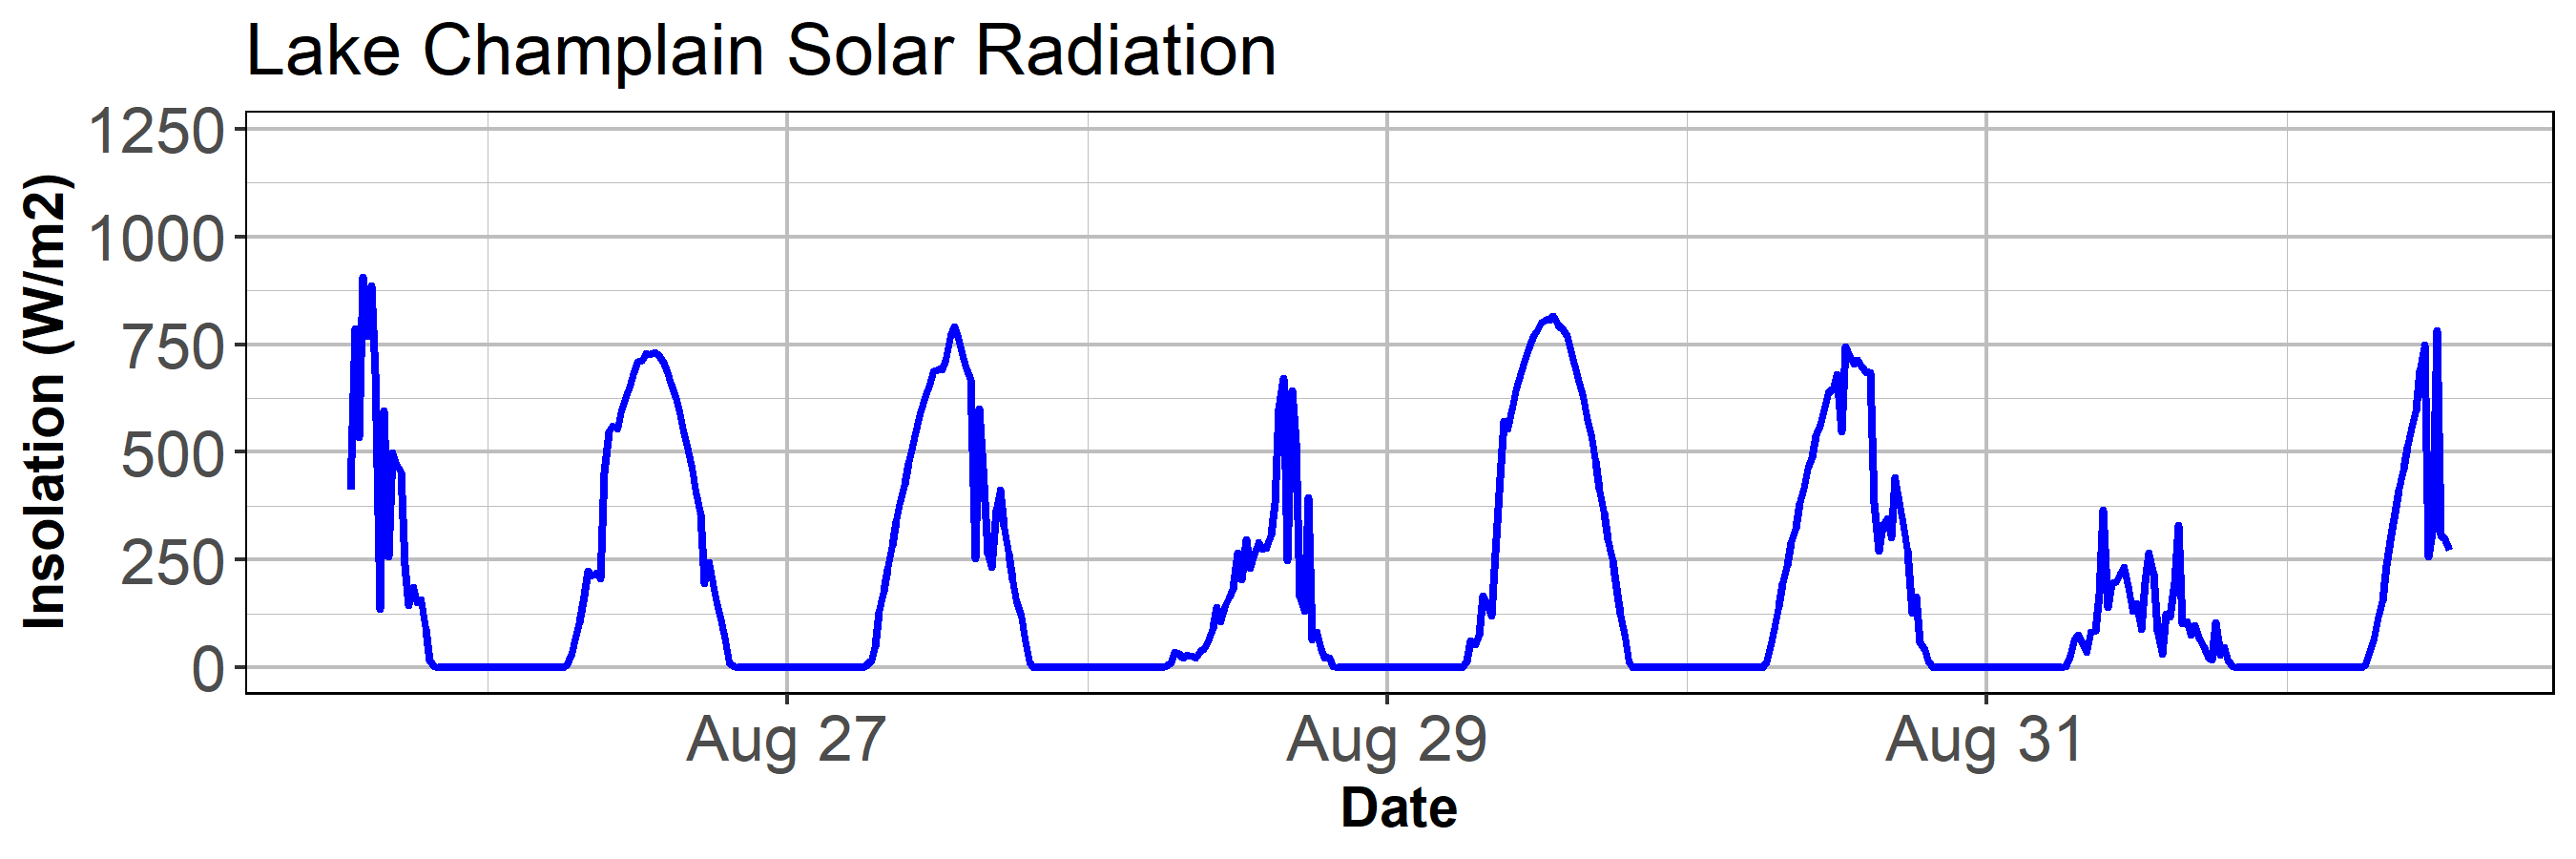 Lake Champlain Solar Radiation
1250
1000
750
500
250
0
Insolation (W/m2)
Aug 27
Aug 29
Aug 31
Date